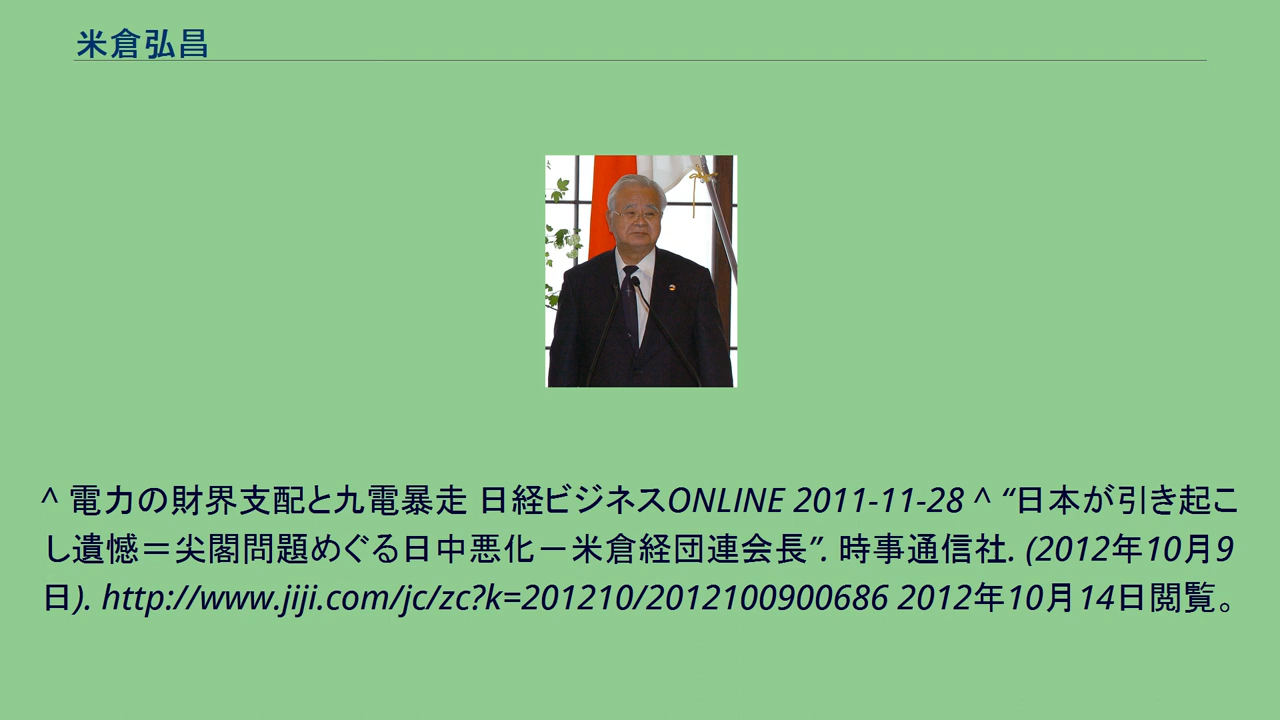 米倉弘昌
^ 電力の財界支配と九電暴走 日経ビジネスONLINE 2011-11-28 ^ “日本が引き起こ
し遺憾＝尖閣問題めぐる日中悪化－米倉経団連会長”. 時事通信社. (2012年10月9
日). http://www.jiji.com/jc/zc?k=201210/2012100900686 2012年10月14日閲覧。